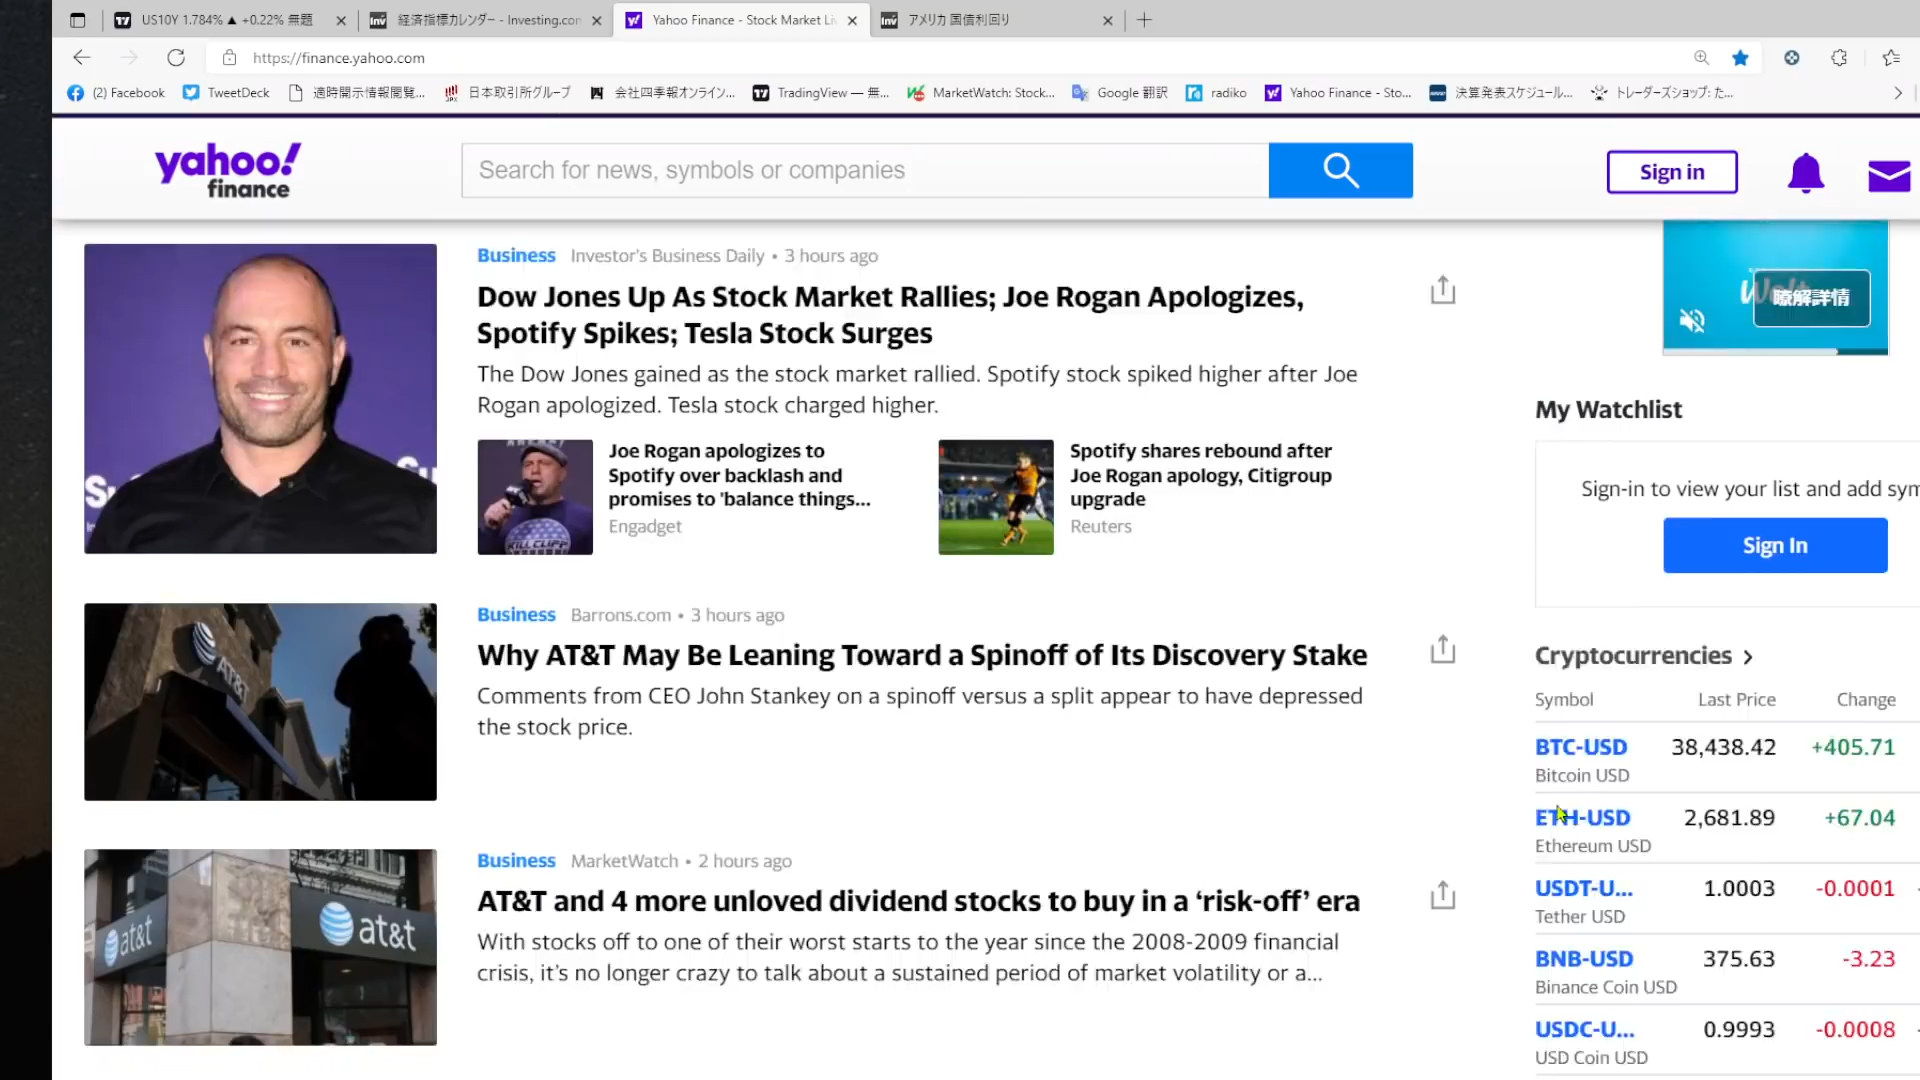 US10Y 1.784% ▲ +0.22% 無題
経済指標カレンダー - Investing.con
Yahoo Finance - Stock Market Li
アメリカ 国債利回り
https://finance.yahoo.com
(2) Facebook
TweetDeck
適時開示情報閲覧...
日本取引所グループ
会社四季報オンライン...
TradingView — 無...
MarketWatch: Stock...
Google 翻訳
radiko
Yahoo Finance - Sto...
決算発表スケジュール...
トレーダーズショップ: た...
yahoo!
finance
Search for news, symbols or companies
Sign in
Business Investor's Business Daily • 3 hours ago
Dow Jones Up As Stock Market Rallies; Joe Rogan Apologizes,
Spotify Spikes; Tesla Stock Surges
The Dow Jones gained as the stock market rallied. Spotify stock spiked higher after Joe
Rogan apologized. Tesla stock charged higher.
Joe Rogan apologizes to
Spotify over backlash and
promises to 'balance things...
Engadget
KILL CLIFF
Spotify shares rebound after
Joe Rogan apology, Citigroup
upgrade
Reuters
Business Barrons.com • 3 hours ago
Why AT&T May Be Leaning Toward a Spinoff of Its Discovery Stake
Comments from CEO John Stankey on a spinoff versus a split appear to have depressed
the stock price.
AT&T
Business MarketWatch • 2 hours ago
AT&T and 4 more unloved dividend stocks to buy in a ‘risk-off’ era
With stocks off to one of their worst starts to the year since the 2008-2009 financial
crisis, it’s no longer crazy to talk about a sustained period of market volatility or a...
at&t
at&t
瞭解詳情
My Watchlist
Sign-in to view your list and add sym
Sign In
Cryptocurrencies
Symbol Last Price Change
BTC-USD 38,438.42 +405.71
Bitcoin USD
ETH-USD 2,681.89 +67.04
Ethereum USD
USDT-U... 1.0003 -0.0001
Tether USD
BNB-USD 375.63 -3.23
Binance Coin USD
USDC-U... 0.9993 -0.0008
USD Coin USD